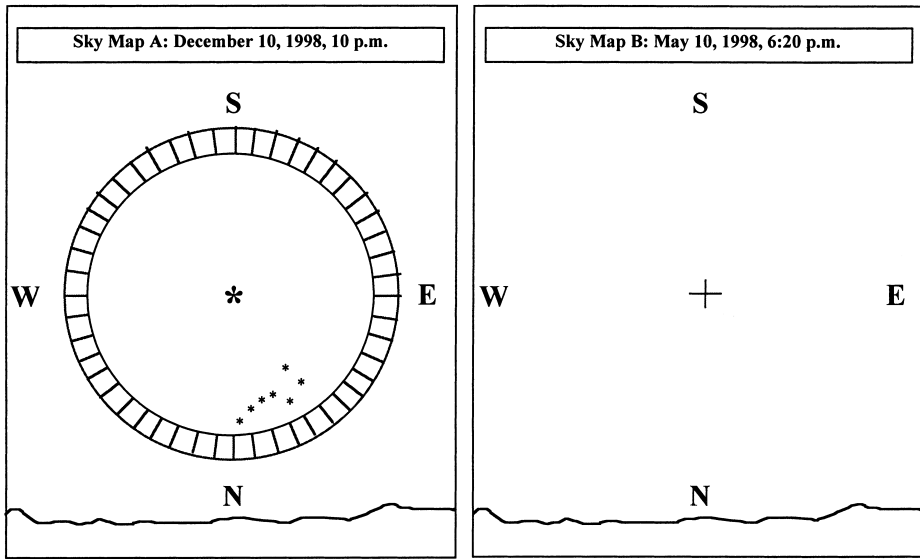 Sky Map A: December 10, 1998, 10 p.m.
S
W
E
N
Sky Map B: May 10, 1998, 6:20 p.m.
S
W
E
N